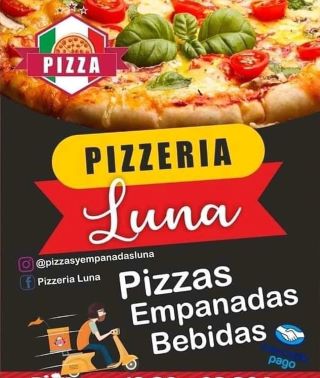 PIZZA
PIZZERIA
Luna
@pizzasyempanadasluna
Pizzeria Luna
Pizzas
Empanadas
Bebidas
pago